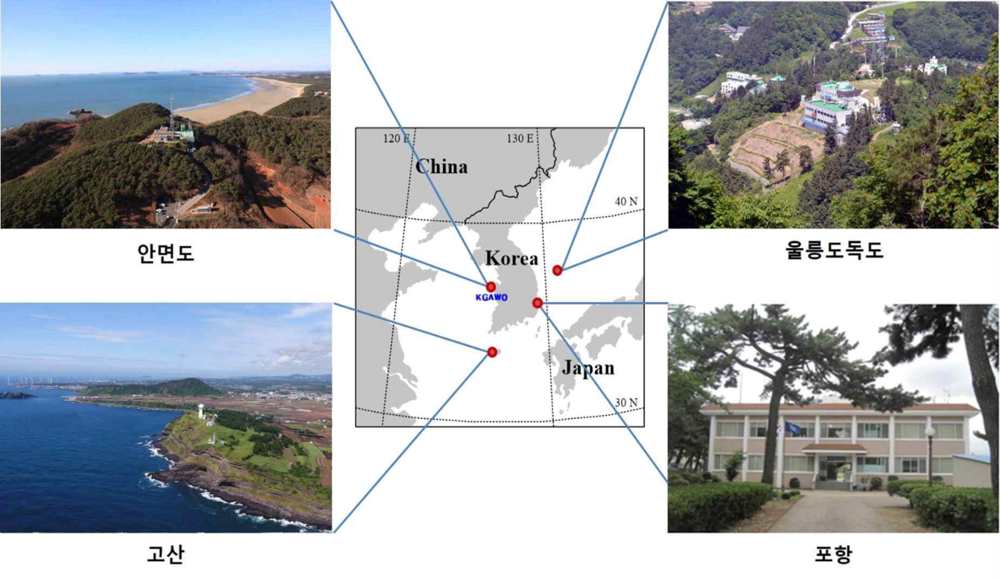 안면도
울릉도독도
120 E
130 E
China
40 N
Korea
KGAWO
Japan
30 N
고산
포항